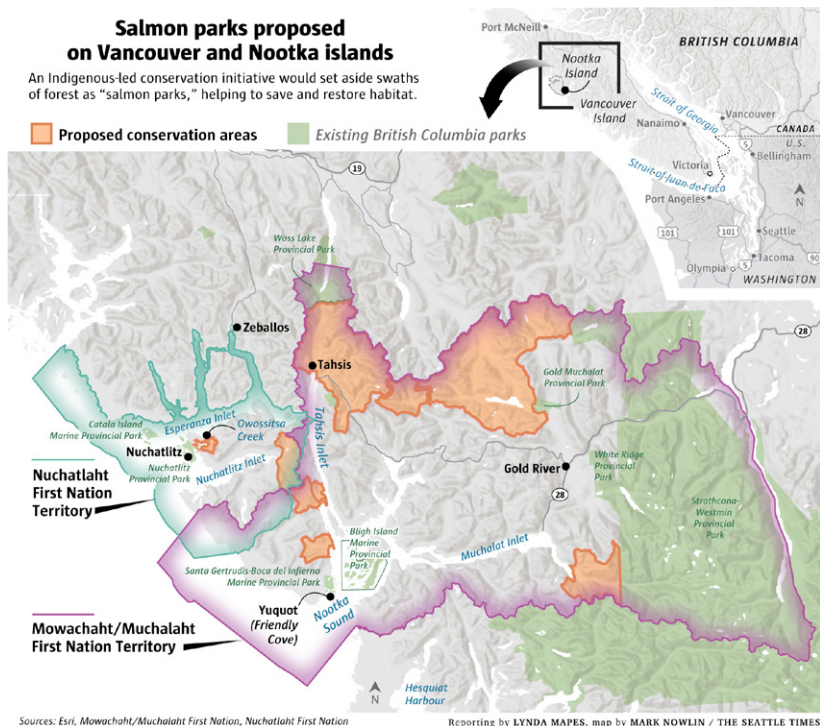 Salmon parks proposed
on Vancouver and Nootka islands
An Indigenous-led conservation initiative would set aside swaths
of forest as “salmon parks,” helping to save and restore habitat.
Proposed conservation areas
Existing British Columbia parks
Port McNeill
BRITISH COLUMBIA
Nootka
Island
Vancouver
Island
Strait of Georgia
Vancouver
Nanaimo
CANADA
U.S.
5
Bellingham
Victoria
Strait of Juan de Fuca
Port Angeles
N
101
101
Seattle
5
Tacoma
90
Olympia
WASHINGTON
19
Woss Lake
Provincial Park
Zeballos
28
Tahsis
Gold Muchalat
Provincial Park
Catala Island
Marine Provincial Park
Esperanza Inlet
Owossitsa
Creek
Tahsis Inlet
Nuchatlitz
Nuchatlitz
Provincial Park
Nuchatlitz Inlet
Gold River
White Ridge
Provincial
Park
28
Nuchatlaht
First Nation
Territory
Strathcona-
Westmin
Provincial
Park
Bligh Island
Marine
Provincial
Park
Muchalat Inlet
Santa Gertrudis-Boca del Infierno
Marine Provincial Park
Yuquot
(Friendly
Cove)
Nootka
Sound
Mowachaht/Muchalaht
First Nation Territory
N
Hesquiat
Harbour
Sources: Esri, Mowachaht/Muchalaht First Nation, Nuchatlaht First Nation
Reporting by LYNDA MAPES, map by MARK NOWLIN / THE SEATTLE TIMES